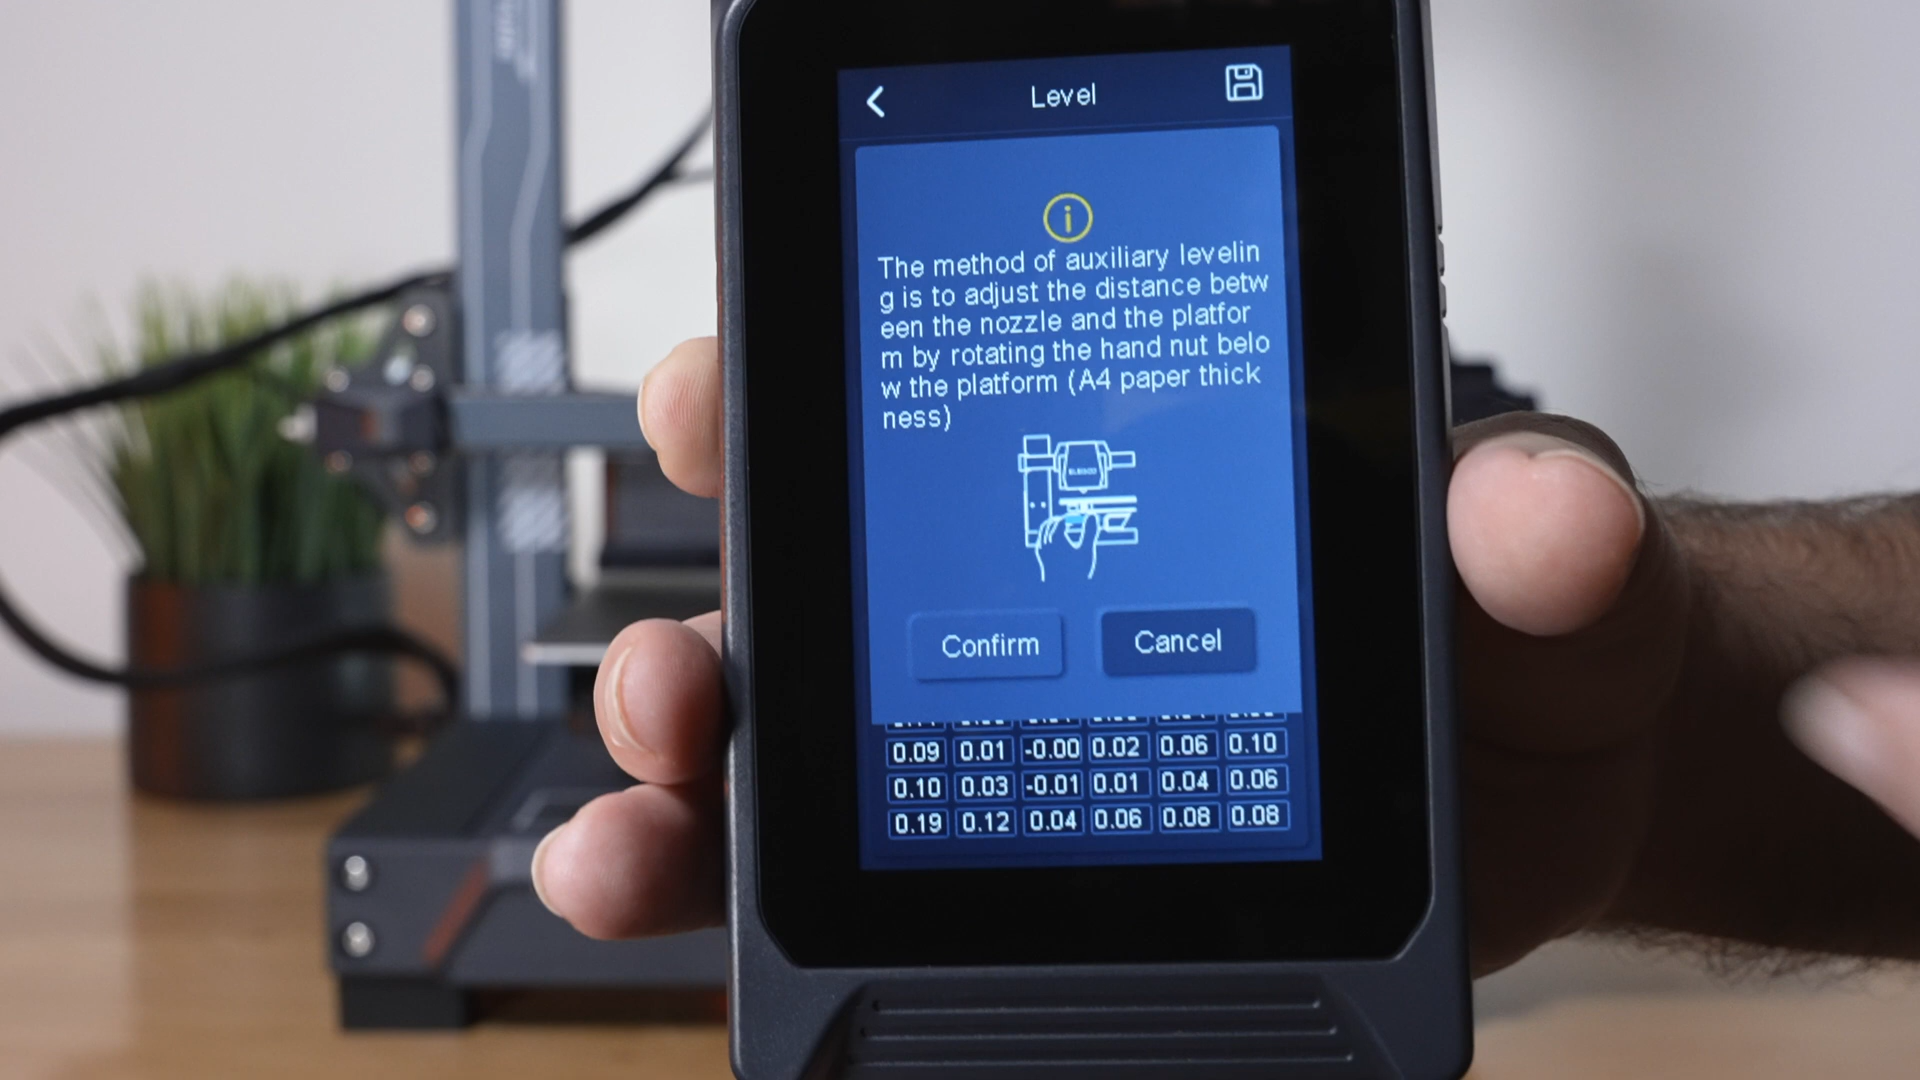 Level
i
The method of auxiliary levelin
g is to adjust the distance betw
een the nozzle and the platfor
m by rotating the hand nut belo
w the platform (A4 paper thick
ness)
Confirm Cancel
0.09 0.01 -0.00 0.02 0.06 0.10
0.10 0.03 -0.01 0.01 0.04 0.06
0.19 0.12 0.04 0.06 0.08 0.08